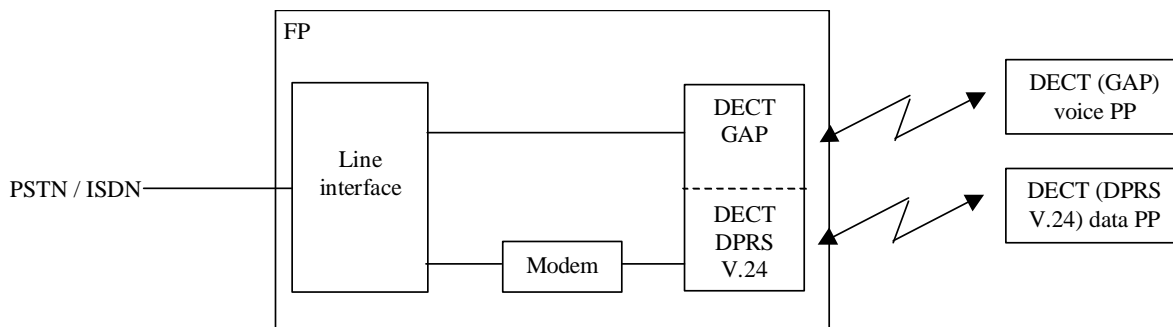 FP
DECT
GAP
DECT (GAP)
voice PP
Line
interface
PSTN / ISDN
DECT
DPRS
V.24
DECT (DPRS
V.24) data PP
Modem